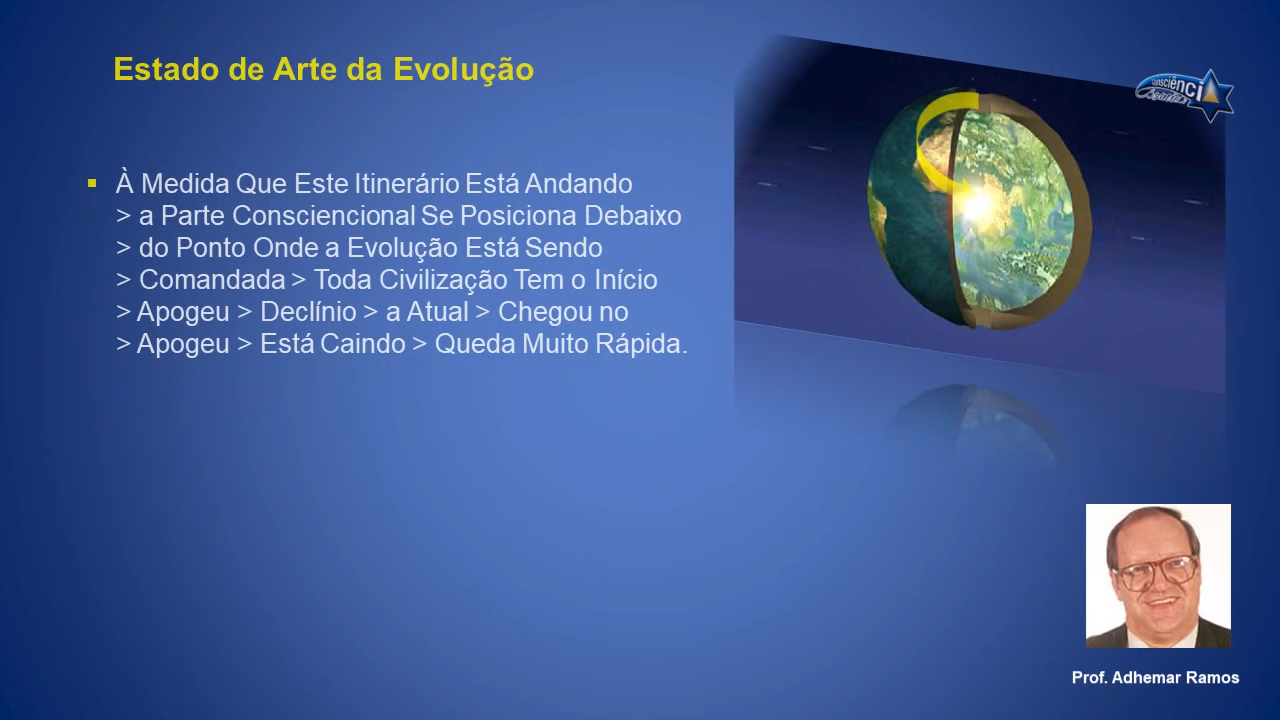 Estado de Arte da Evolução
consciênci
À Medida Que Este Itinerário Está Andando
> a Parte Consciencional Se Posiciona Debaixo
> do Ponto Onde a Evolução Está Sendo
> Comandada > Toda Civilização Tem o Início
> Apogeu > Declínio > a Atual > Chegou no
> Apogeu > Está Caindo > Queda Muito Rápida.
Prof. Adhemar Ramos